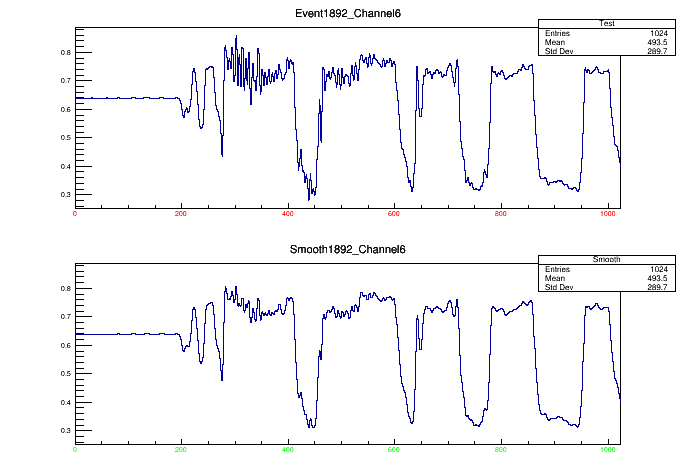 Event1892_Channel6
Test
Entries 1024
Mean 493.5
Std Dev 289.7
0.8
0.7
0.6
0.5
0.4
0.3
0 200 400 600 800 1000
Smooth1892_Channel6
Smooth
Entries 1024
Mean 493.5
Std Dev 289.7
0.8
0.7
0.6
0.5
0.4
0.3
0 200 400 600 800 1000